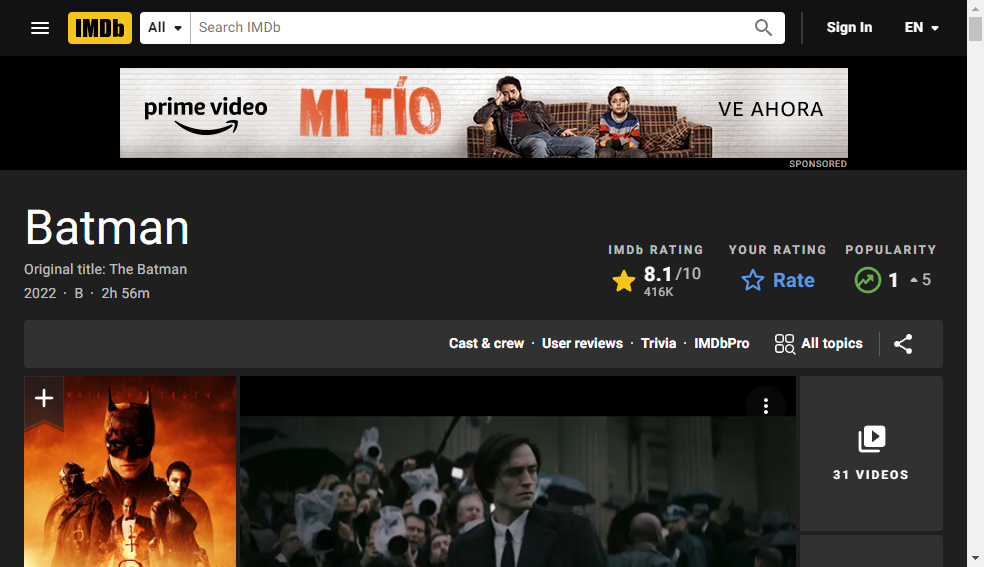 IMDb
All
Search IMDb
Sign In
EN
prime video
MI TÍO
VE AHORA
SPONSORED
Batman
Original title: The Batman
2022 · B · 2h 56m
IMDb RATING
8.1/10
416K
YOUR RATING
Rate
POPULARITY
1
5
Cast & crew · User reviews · Trivia · IMDbPro
All topics
THE TRUTH
31 VIDEOS